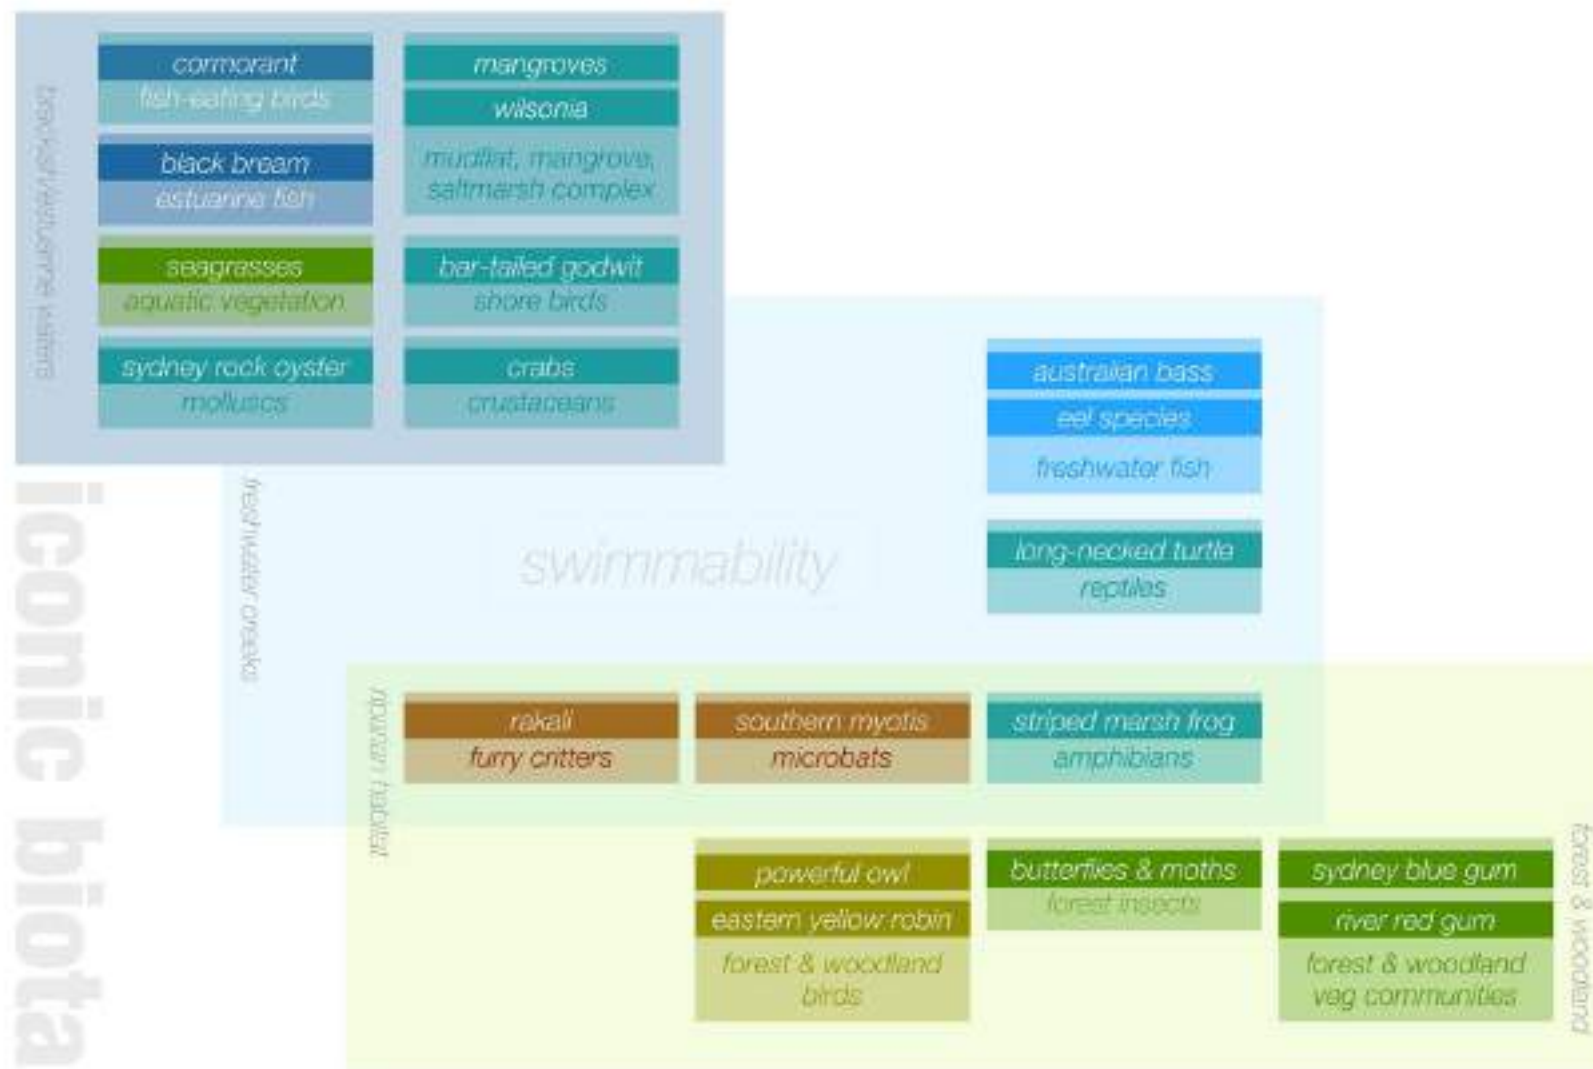 brackish/estuarine waters
cormorant
fish-eating birds
black bream
estuarine fish
seagrasses
aquatic vegetation
sydney rock oyster
molluscs
mangroves
wilsonia
mudflat, mangrove,
saltmarsh complex
bar-tailed godwit
shore birds
crabs
crustaceans
iconic biota
freshwater creeks
swimmability
australian bass
eel species
freshwater fish
long-necked turtle
reptiles
riparian habitat
rakali
furry critters
southern myotis
microbats
striped marsh frog
amphibians
powerful owl
eastern yellow robin
forest & woodland
birds
butterflies & moths
forest insects
sydney blue gum
river red gum
forest & woodland
veg communities
forest & woodland